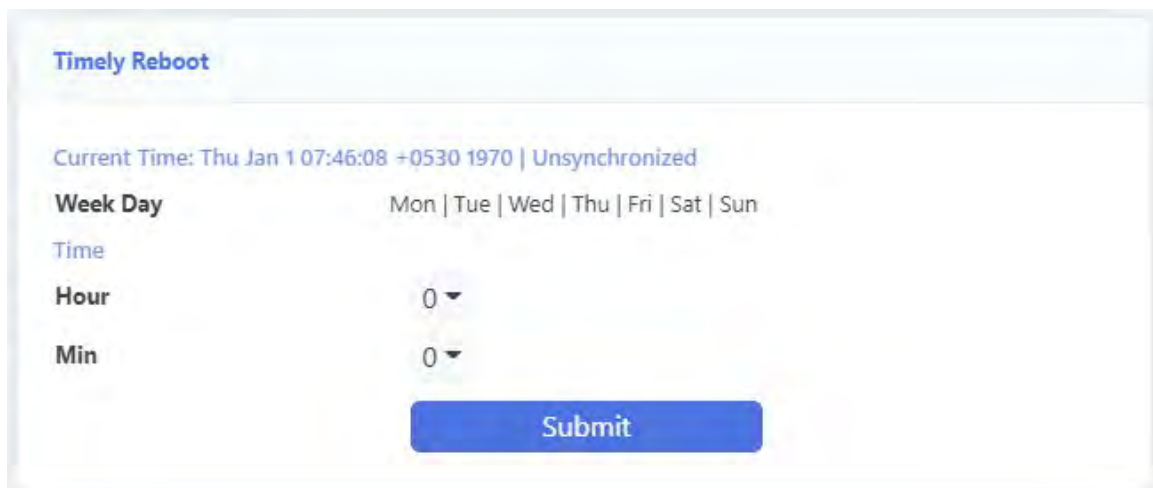 Timely Reboot
Current Time: Thu Jan 1 07:46:08 +0530 1970 | Unsynchronized
Week Day Mon | Tue | Wed | Thu | Fri | Sat | Sun
Time
Hour 0
Min 0
Submit